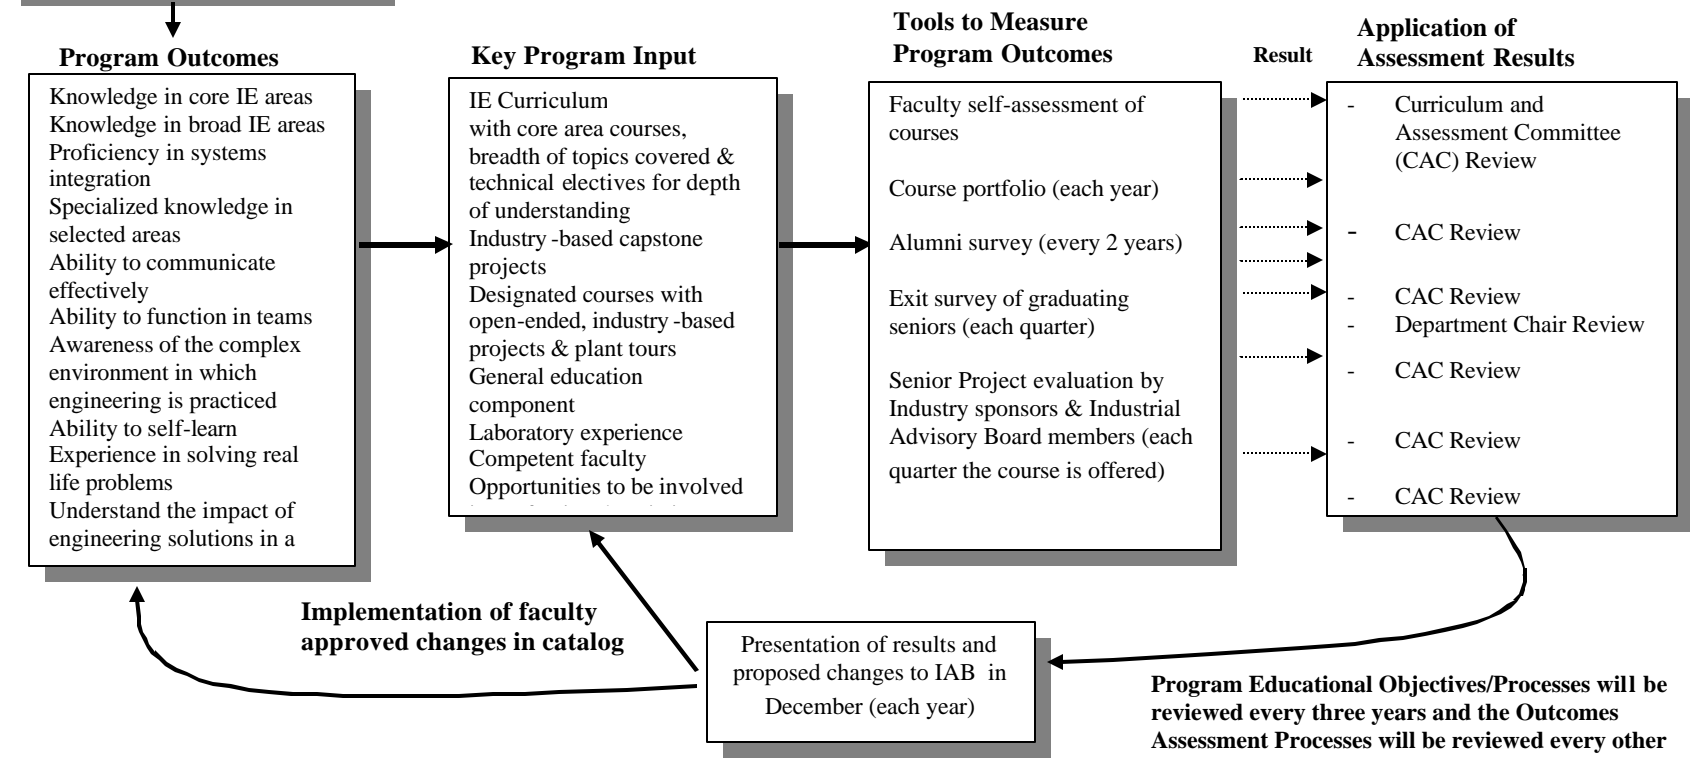 Program Outcomes
Knowledge in core IE areas
Knowledge in broad IE areas
Proficiency in systems
integration
Specialized knowledge in
selected areas
Ability to communicate
effectively
Ability to function in teams
Awareness of the complex
environment in which
engineering is practiced
Ability to self-learn
Experience in solving real
life problems
Understand the impact of
engineering solutions in a
Key Program Input
IE Curriculum
with core area courses,
breadth of topics covered &
technical electives for depth
of understanding
Industry -based capstone
projects
Designated courses with
open-ended, industry -based
projects & plant tours
General education
component
Laboratory experience
Competent faculty
Opportunities to be involved
Tools to Measure
Program Outcomes
Faculty self-assessment of
courses
Course portfolio (each year)
Alumni survey (every 2 years)
Exit survey of graduating
seniors (each quarter)
Senior Project evaluation by
Industry sponsors & Industrial
Advisory Board members (each
quarter the course is offered)
Result
Application of
Assessment Results
- Curriculum and
Assessment Committee
(CAC) Review
- CAC Review
- CAC Review
- Department Chair Review
- CAC Review
- CAC Review
- CAC Review
Implementation of faculty
approved changes in catalog
Presentation of results and
proposed changes to IAB in
December (each year)
Program Educational Objectives/Processes will be
reviewed every three years and the Outcomes
Assessment Processes will be reviewed every other